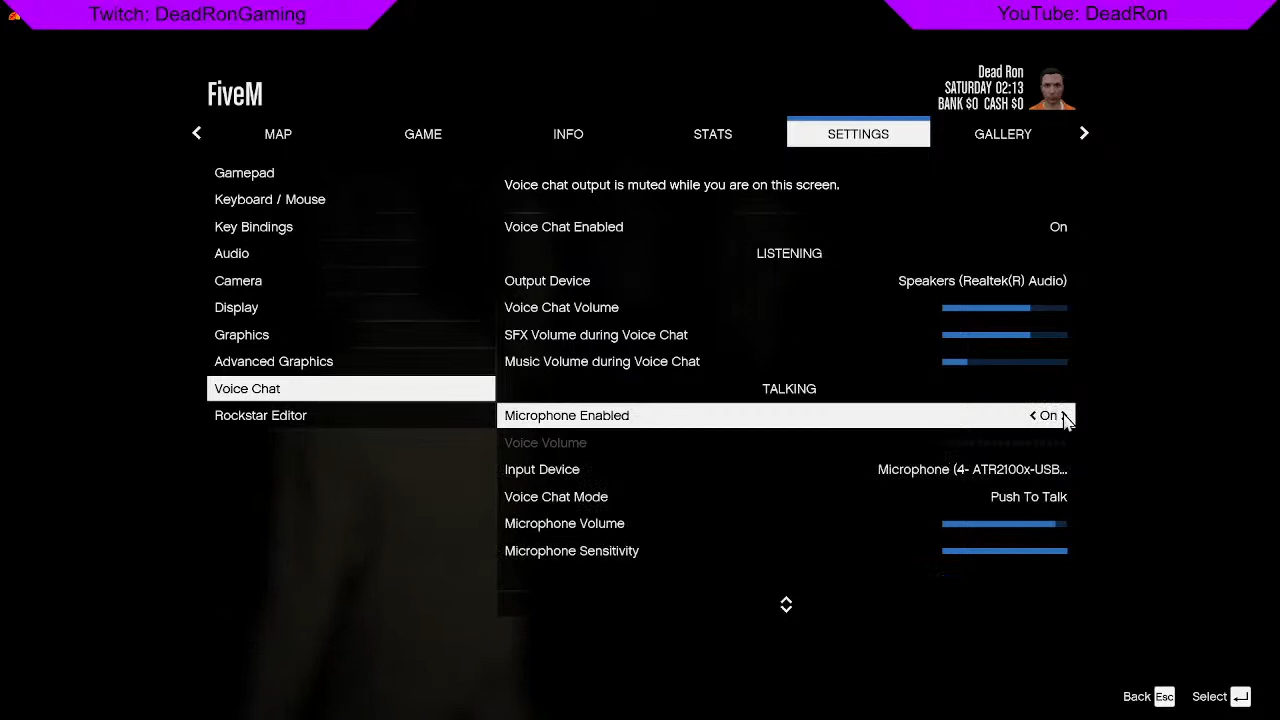 Twitch: DeadRonGaming
YouTube: DeadRon
FiveM
Dead Ron
SATURDAY 02:13
BANK $0 CASH $0
MAP
GAME
INFO
STATS
SETTINGS
GALLERY
Gamepad
Keyboard / Mouse
Key Bindings
Audio
Camera
Display
Graphics
Advanced Graphics
Voice Chat
Rockstar Editor
Voice chat output is muted while you are on this screen.
Voice Chat Enabled On
LISTENING
Output Device Speakers (Realtek(R) Audio)
Voice Chat Volume
SFX Volume during Voice Chat
Music Volume during Voice Chat
TALKING
Microphone Enabled On
Voice Volume
Input Device Microphone (4- ATR2100x-USB...
Voice Chat Mode Push To Talk
Microphone Volume
Microphone Sensitivity
Back Esc Select